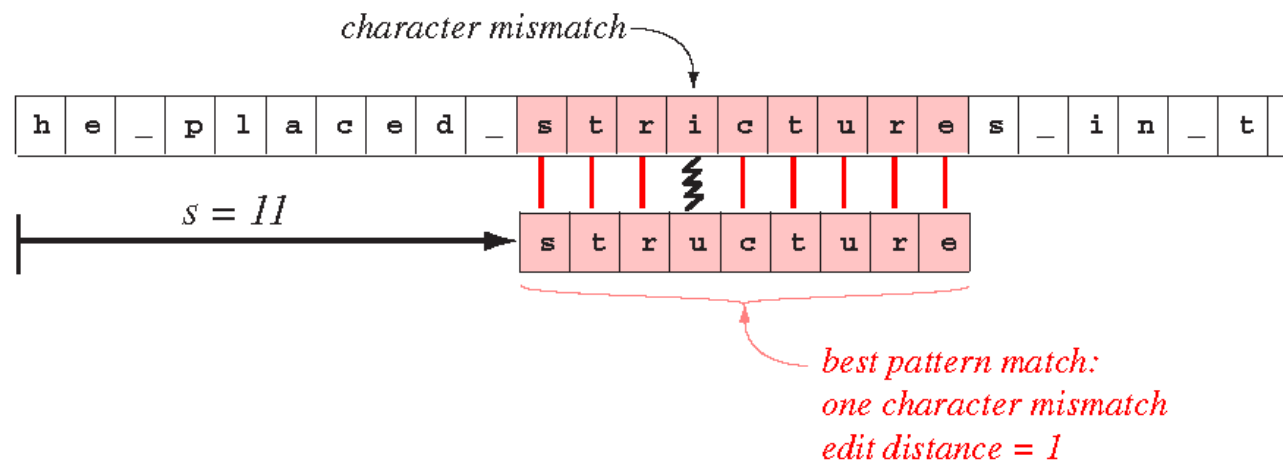 character mismatch
h e _ p l a c e d _ s t r i c t u r e s _ i n _ t
s = 11
s t r u c t u r e
best pattern match:
one character mismatch
edit distance = 1